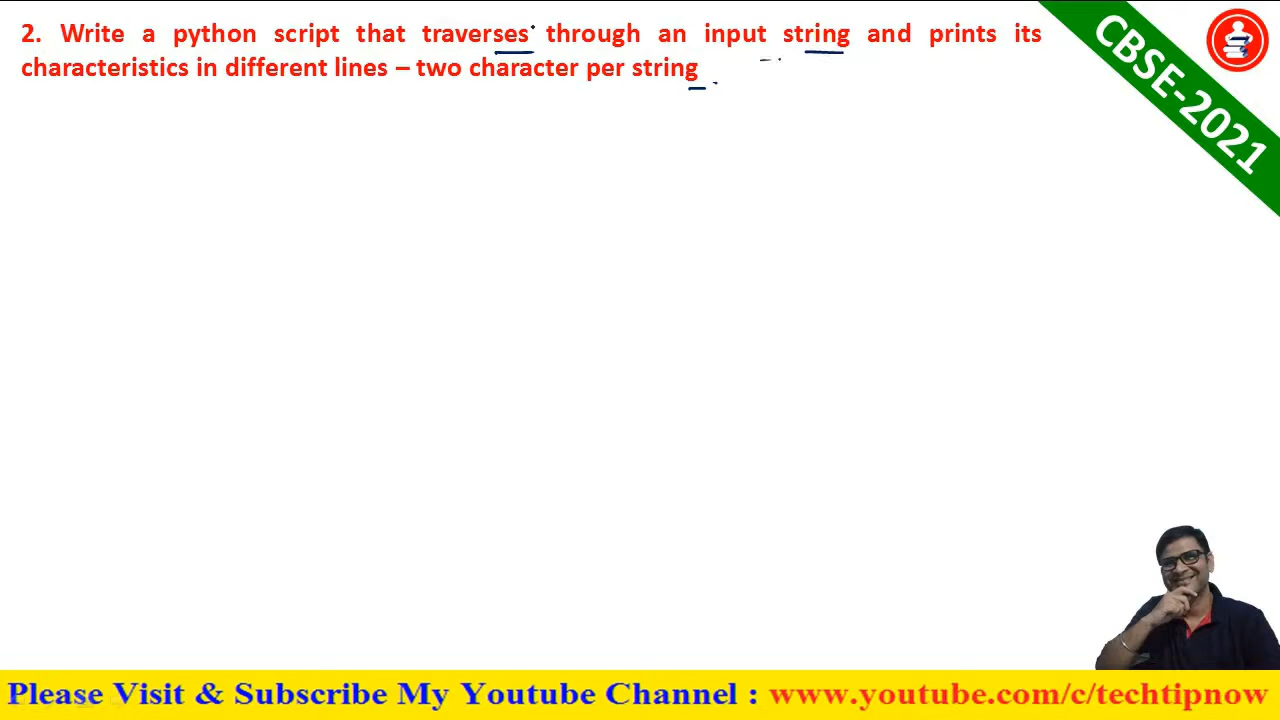 2. Write a python script that traverses through an input string and prints its
characteristics in different lines – two character per string
CBSE-2021
Please Visit & Subscribe My Youtube Channel : www.youtube.com/c/techtipnow